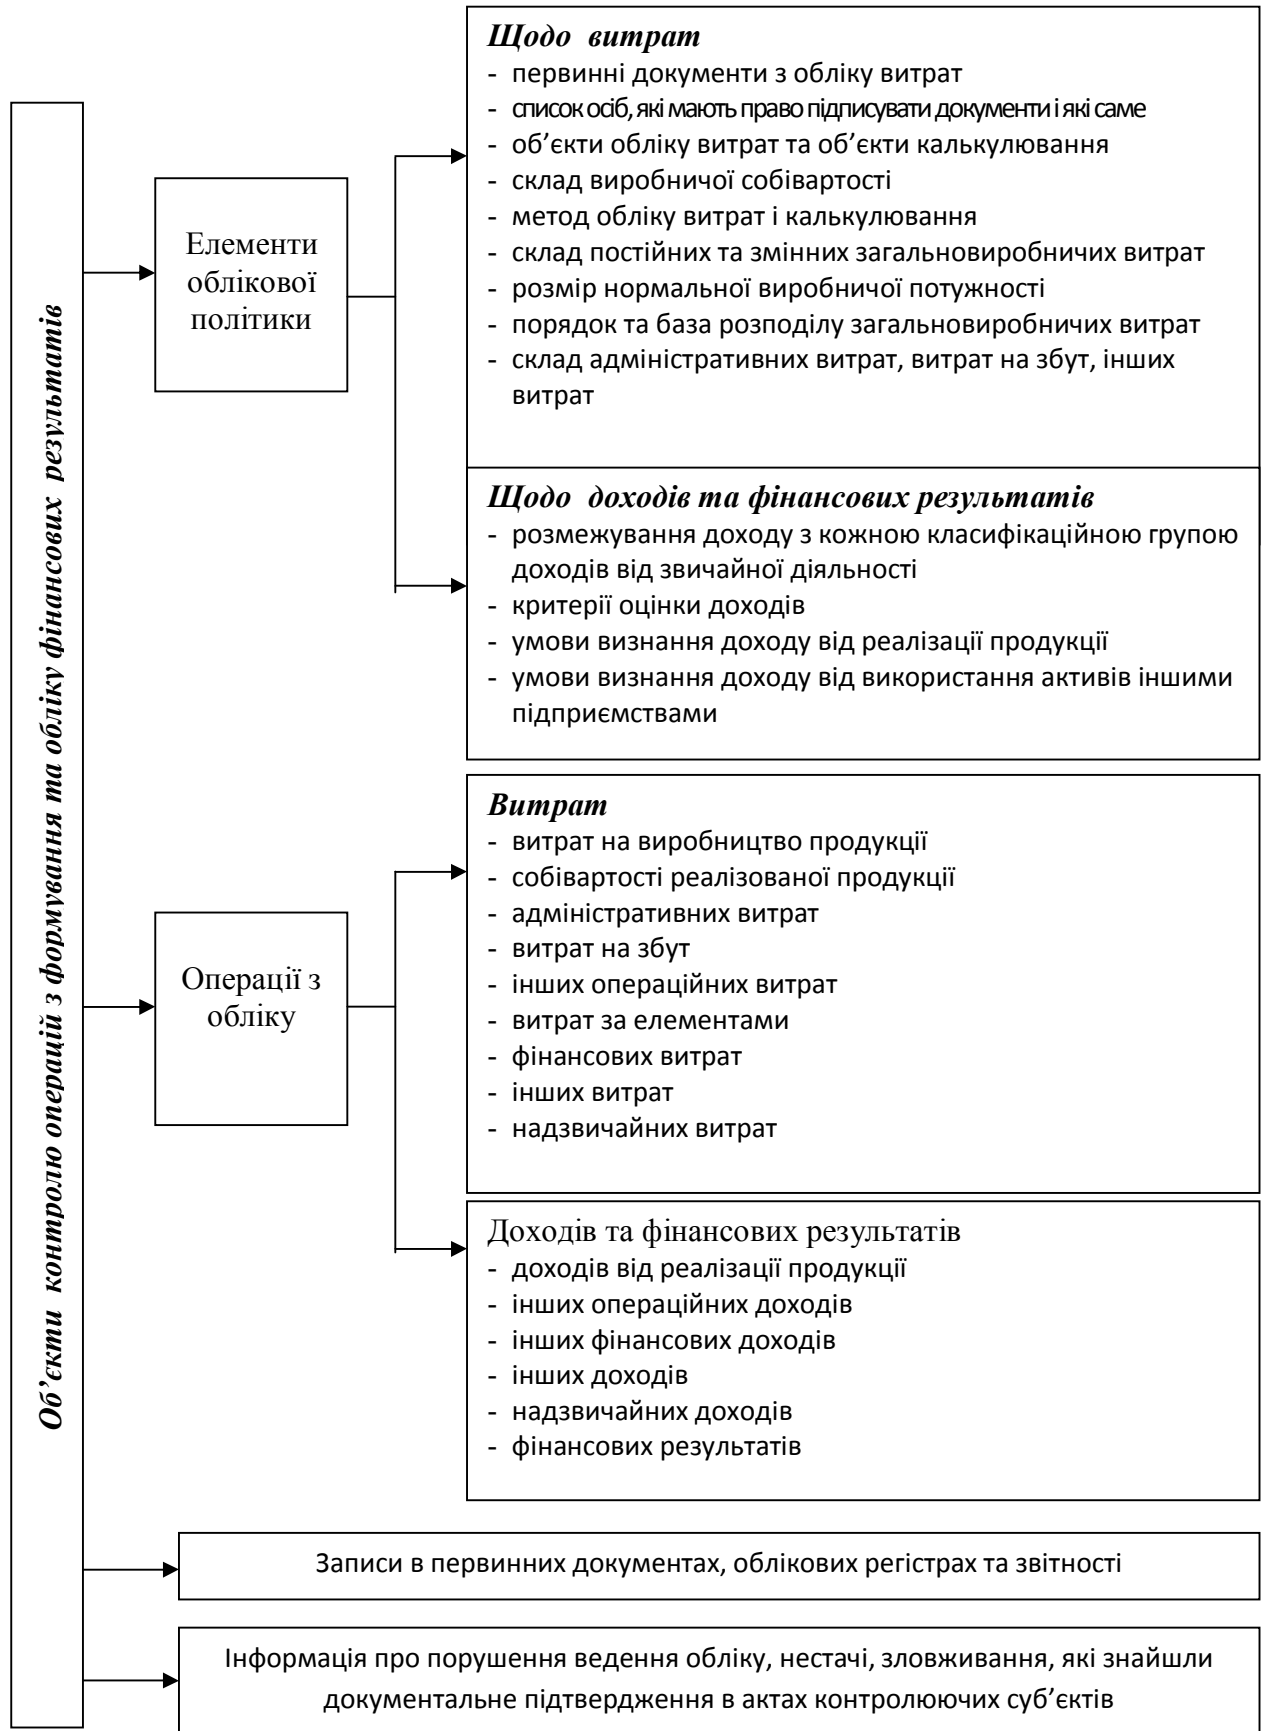 Об’єкти контролю операцій з формування та обліку фінансових результатів
Елементи
облікової
політики
Щодо витрат
- первинні документи з обліку витрат
- список осіб, які мають право підписувати документи і які саме
- об’єкти обліку витрат та об’єкти калькулювання
- склад виробничої собівартості
- метод обліку витрат і калькулювання
- склад постійних та змінних загальновиробничих витрат
- розмір нормальної виробничої потужності
- порядок та база розподілу загальновиробничих витрат
- склад адміністративних витрат, витрат на збут, інших
витрат
Щодо доходів та фінансових результатів
- розмежування доходу з кожною класифікаційною групою
доходів від звичайної діяльності
- критерії оцінки доходів
- умови визнання доходу від реалізації продукції
- умови визнання доходу від використання активів іншими
підприємствами
Операції з
обліку
Витрат
- витрат на виробництво продукції
- собівартості реалізованої продукції
- адміністративних витрат
- витрат на збут
- інших операційних витрат
- витрат за елементами
- фінансових витрат
- інших витрат
- надзвичайних витрат
Доходів та фінансових результатів
- доходів від реалізації продукції
- інших операційних доходів
- інших фінансових доходів
- інших доходів
- надзвичайних доходів
- фінансових результатів
Записи в первинних документах, облікових регістрах та звітності
Інформація про порушення ведення обліку, нестачі, зловживання, які знайшли
документальне підтвердження в актах контролюючих суб’єктів